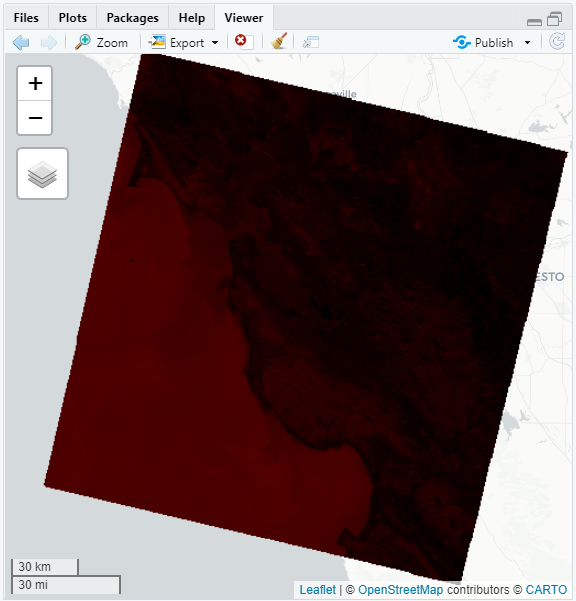 Files Plots Packages Help Viewer
Zoom Export Publish
+
−
ville
ESTO
30 km
30 mi
Leaflet | © OpenStreetMap contributors © CARTO